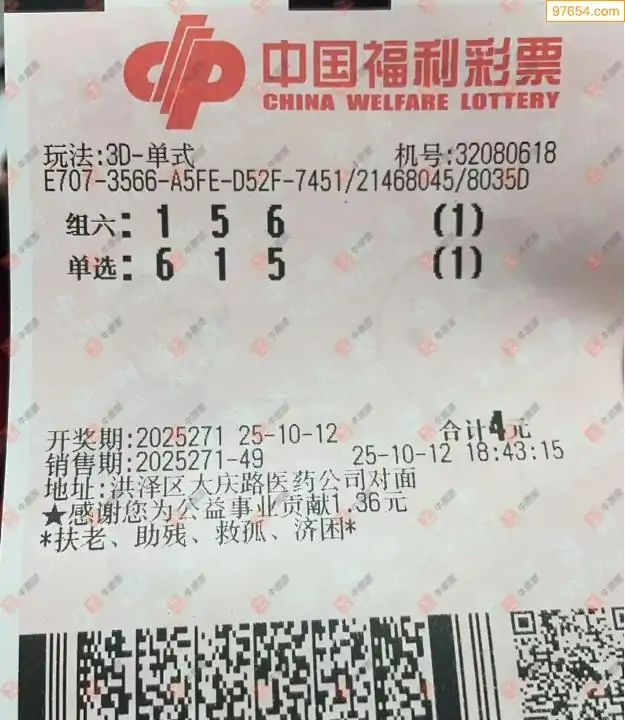 97654.com
中国福利彩票
CHINA WELFARE LOTTERY
玩法:3D-单式 机号:32080618
E707-3566-A5FE-D52F-7451/21468045/8035D
组六: 1 5 6 (1)
单选: 6 1 5 (1)
开奖期:2025271 25-10-12 合计4元
销售期:2025271-49 25-10-12 18:43:15
地址:洪泽区大庆路医药公司对面
★感谢您为公益事业贡献1.36元
*扶老、助残、救孤、济困*